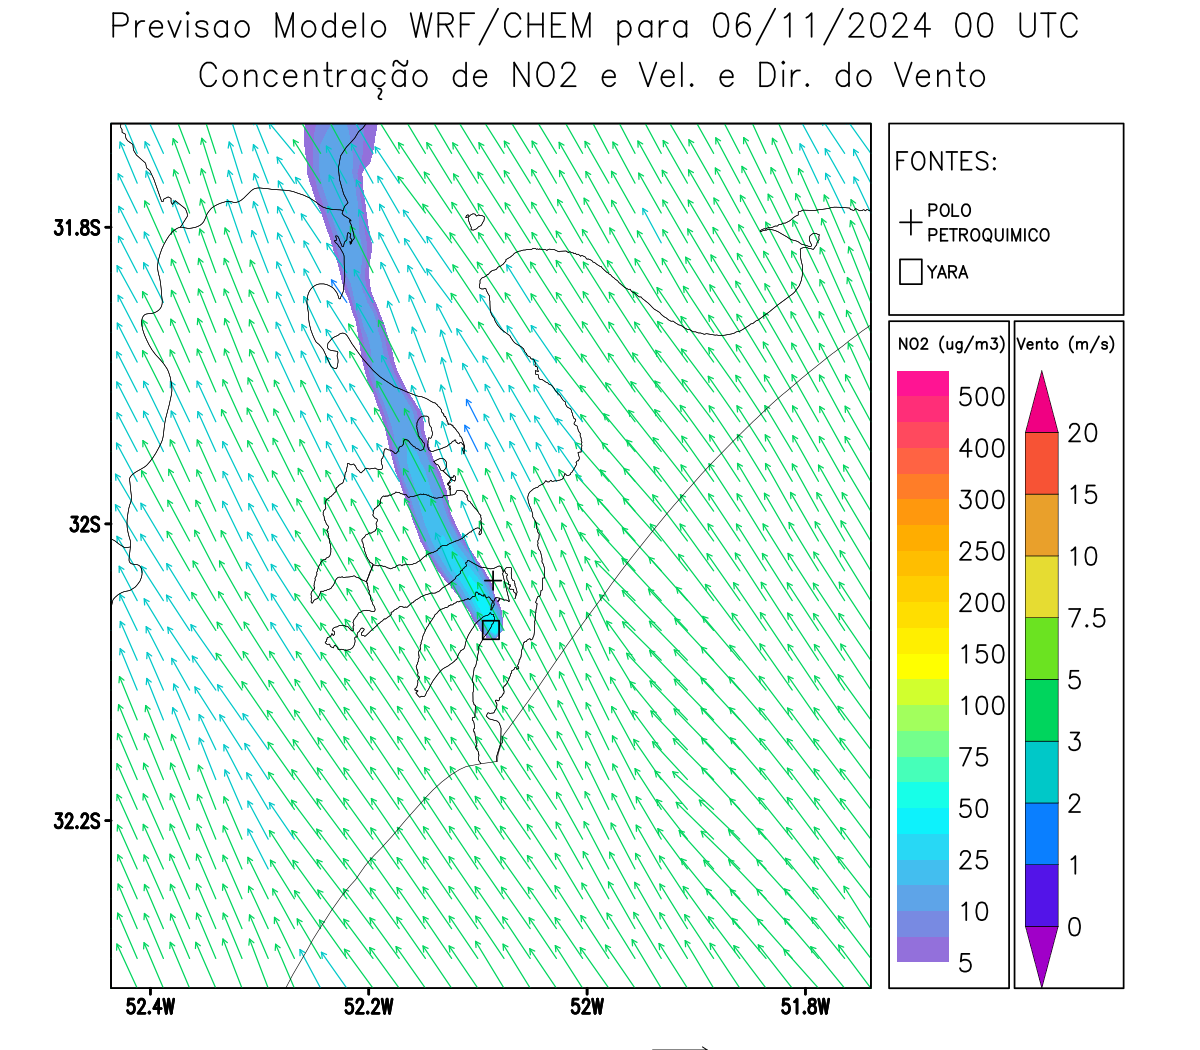 Previsao Modelo WRF/CHEM para 06/11/2024 00 UTC
Concentração de NO2 e Vel. e Dir. do Vento
FONTES:
POLO
PETROQUIMICO
YARA
NO2 (ug/m3)
500
400
300
250
200
150
100
75
50
25
10
5
Vento (m/s)
20
15
10
7.5
5
3
2
1
0
31.8S
32S
32.2S
52.4W
52.2W
52W
51.8W